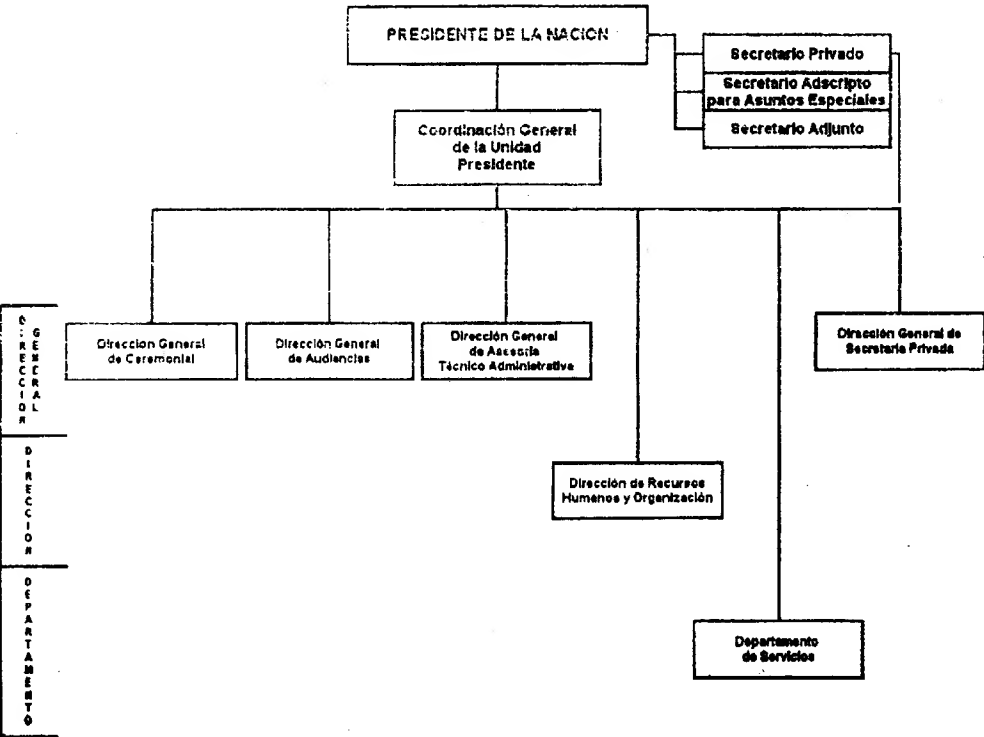 PRESIDENTE DE LA NACION
Secretario Privado
Secretario Adscripto
para Asuntos Especiales
Secretario Adjunto
Coordinación General
de la Unidad
Presidente
DIRECCION
GENERAL
Dirección General
de Ceremonial
Dirección General
de Audiencias
Dirección General
de Asesoría
Técnico Administrativa
Dirección General de
Secretaria Privada
DIRECCION
Dirección de Recursos
Humanos y Organización
DEPARTAMENTO
Departamento
de Servicios